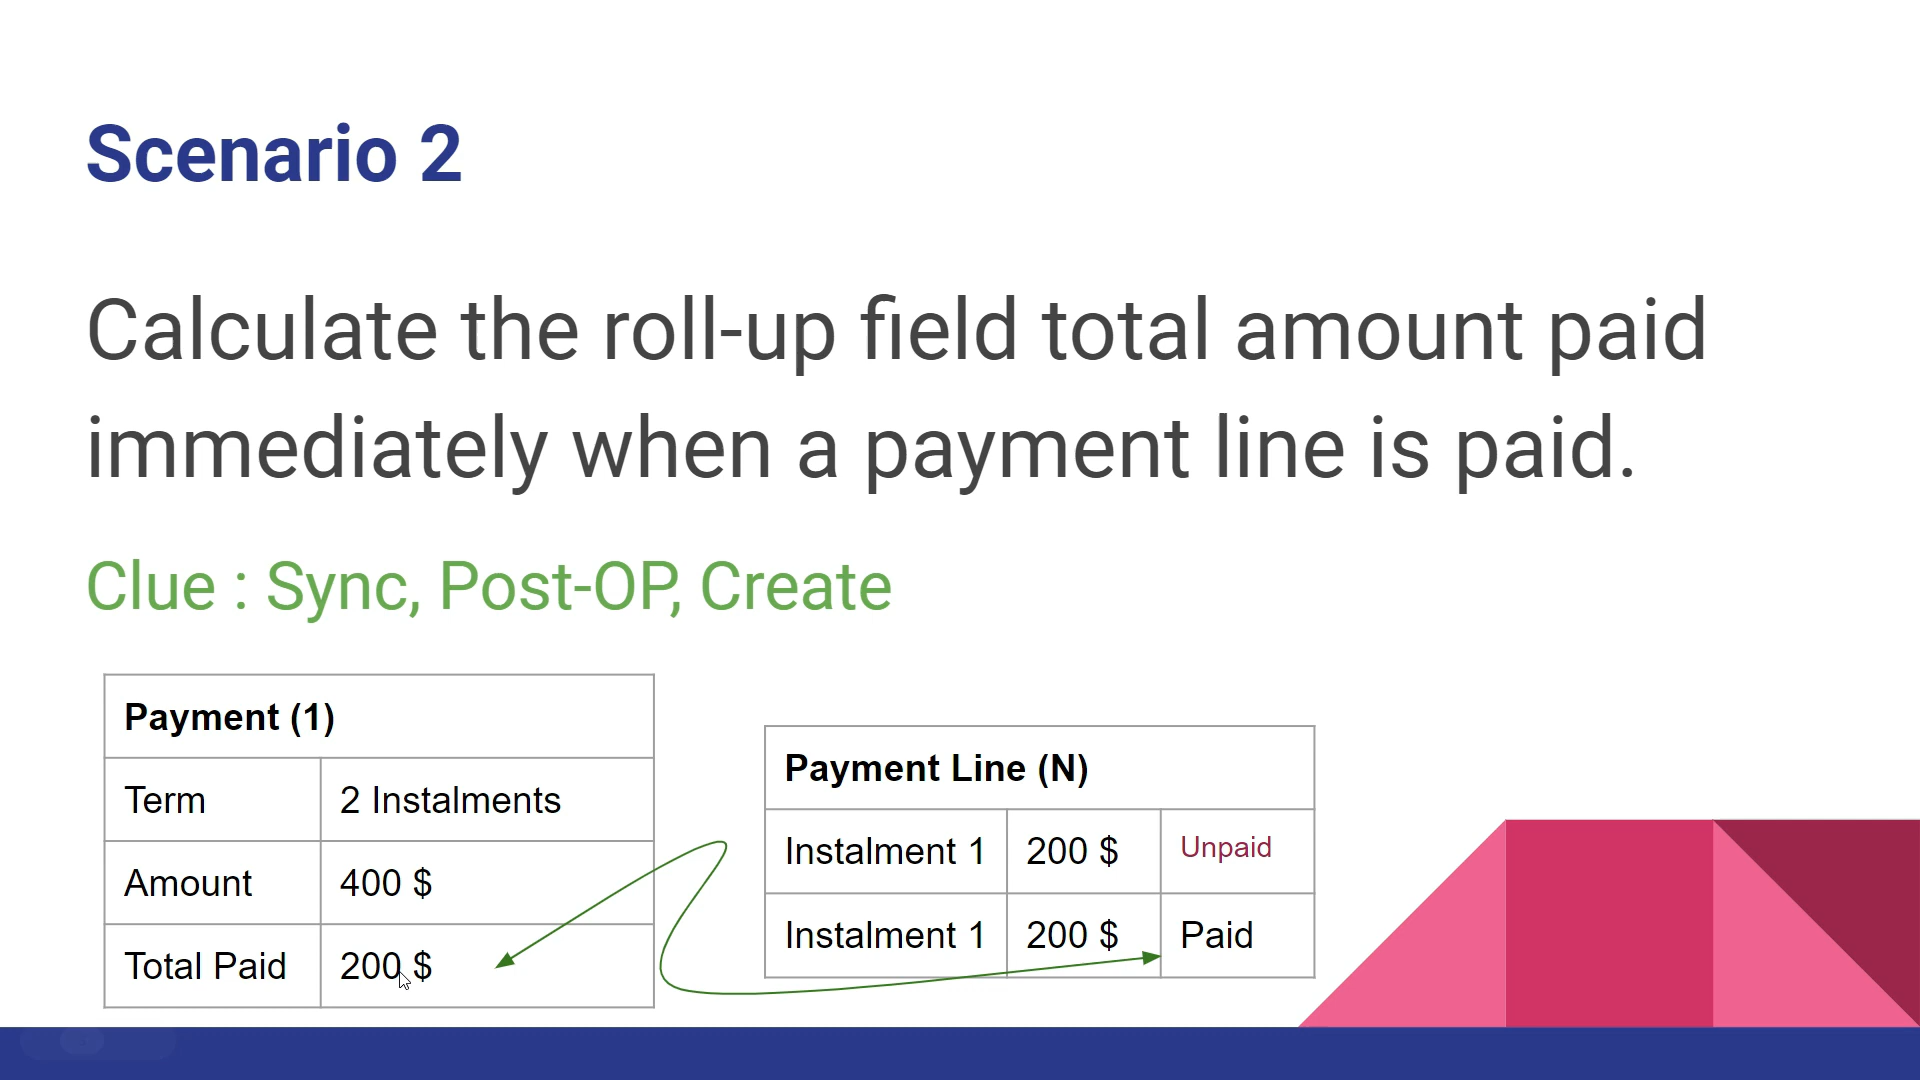 Scenario 2
Calculate the roll-up field total amount paid
immediately when a payment line is paid.
Clue : Sync, Post-OP, Create
Payment (1)
Term 2 Instalments
Amount 400 $
Total Paid 200 $
Payment Line (N)
Instalment 1 200 $ Unpaid
Instalment 1 200 $ Paid